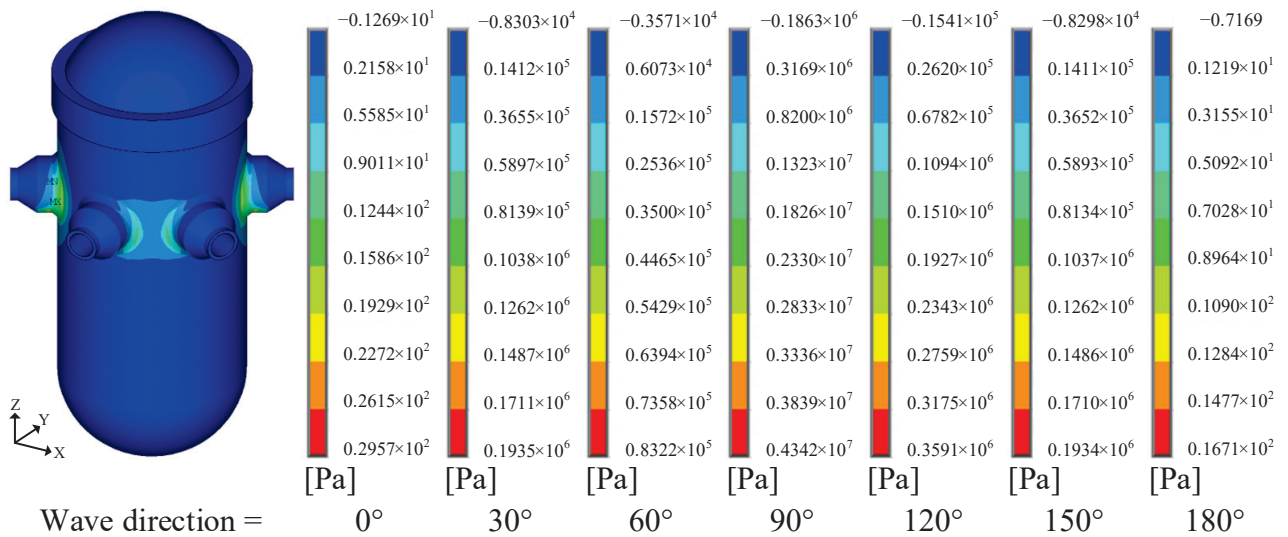 −0.1269×10¹ −0.8303×10⁴ −0.3571×10⁴ −0.1863×10⁶ −0.1541×10⁵ −0.8298×10⁴ −0.7169
0.2158×10¹ 0.1412×10⁵ 0.6073×10⁴ 0.3169×10⁶ 0.2620×10⁵ 0.1411×10⁵ 0.1219×10¹
0.5585×10¹ 0.3655×10⁵ 0.1572×10⁵ 0.8200×10⁶ 0.6782×10⁵ 0.3652×10⁵ 0.3155×10¹
0.9011×10¹ 0.5897×10⁵ 0.2536×10⁵ 0.1323×10⁷ 0.1094×10⁶ 0.5893×10⁵ 0.5092×10¹
MN
0.1244×10² 0.8139×10⁵ 0.3500×10⁵ 0.1826×10⁷ 0.1510×10⁶ 0.8134×10⁵ 0.7028×10¹
MX
0.1586×10² 0.1038×10⁶ 0.4465×10⁵ 0.2330×10⁷ 0.1927×10⁶ 0.1037×10⁶ 0.8964×10¹
0.1929×10² 0.1262×10⁶ 0.5429×10⁵ 0.2833×10⁷ 0.2343×10⁶ 0.1262×10⁶ 0.1090×10²
0.2272×10² 0.1487×10⁶ 0.6394×10⁵ 0.3336×10⁷ 0.2759×10⁶ 0.1486×10⁶ 0.1284×10²
0.2615×10² 0.1711×10⁶ 0.7358×10⁵ 0.3839×10⁷ 0.3175×10⁶ 0.1710×10⁶ 0.1477×10²
Z
Y
X
0.2957×10² 0.1935×10⁶ 0.8322×10⁵ 0.4342×10⁷ 0.3591×10⁶ 0.1934×10⁶ 0.1671×10²
[Pa] [Pa] [Pa] [Pa] [Pa] [Pa] [Pa]
Wave direction = 0° 30° 60° 90° 120° 150° 180°